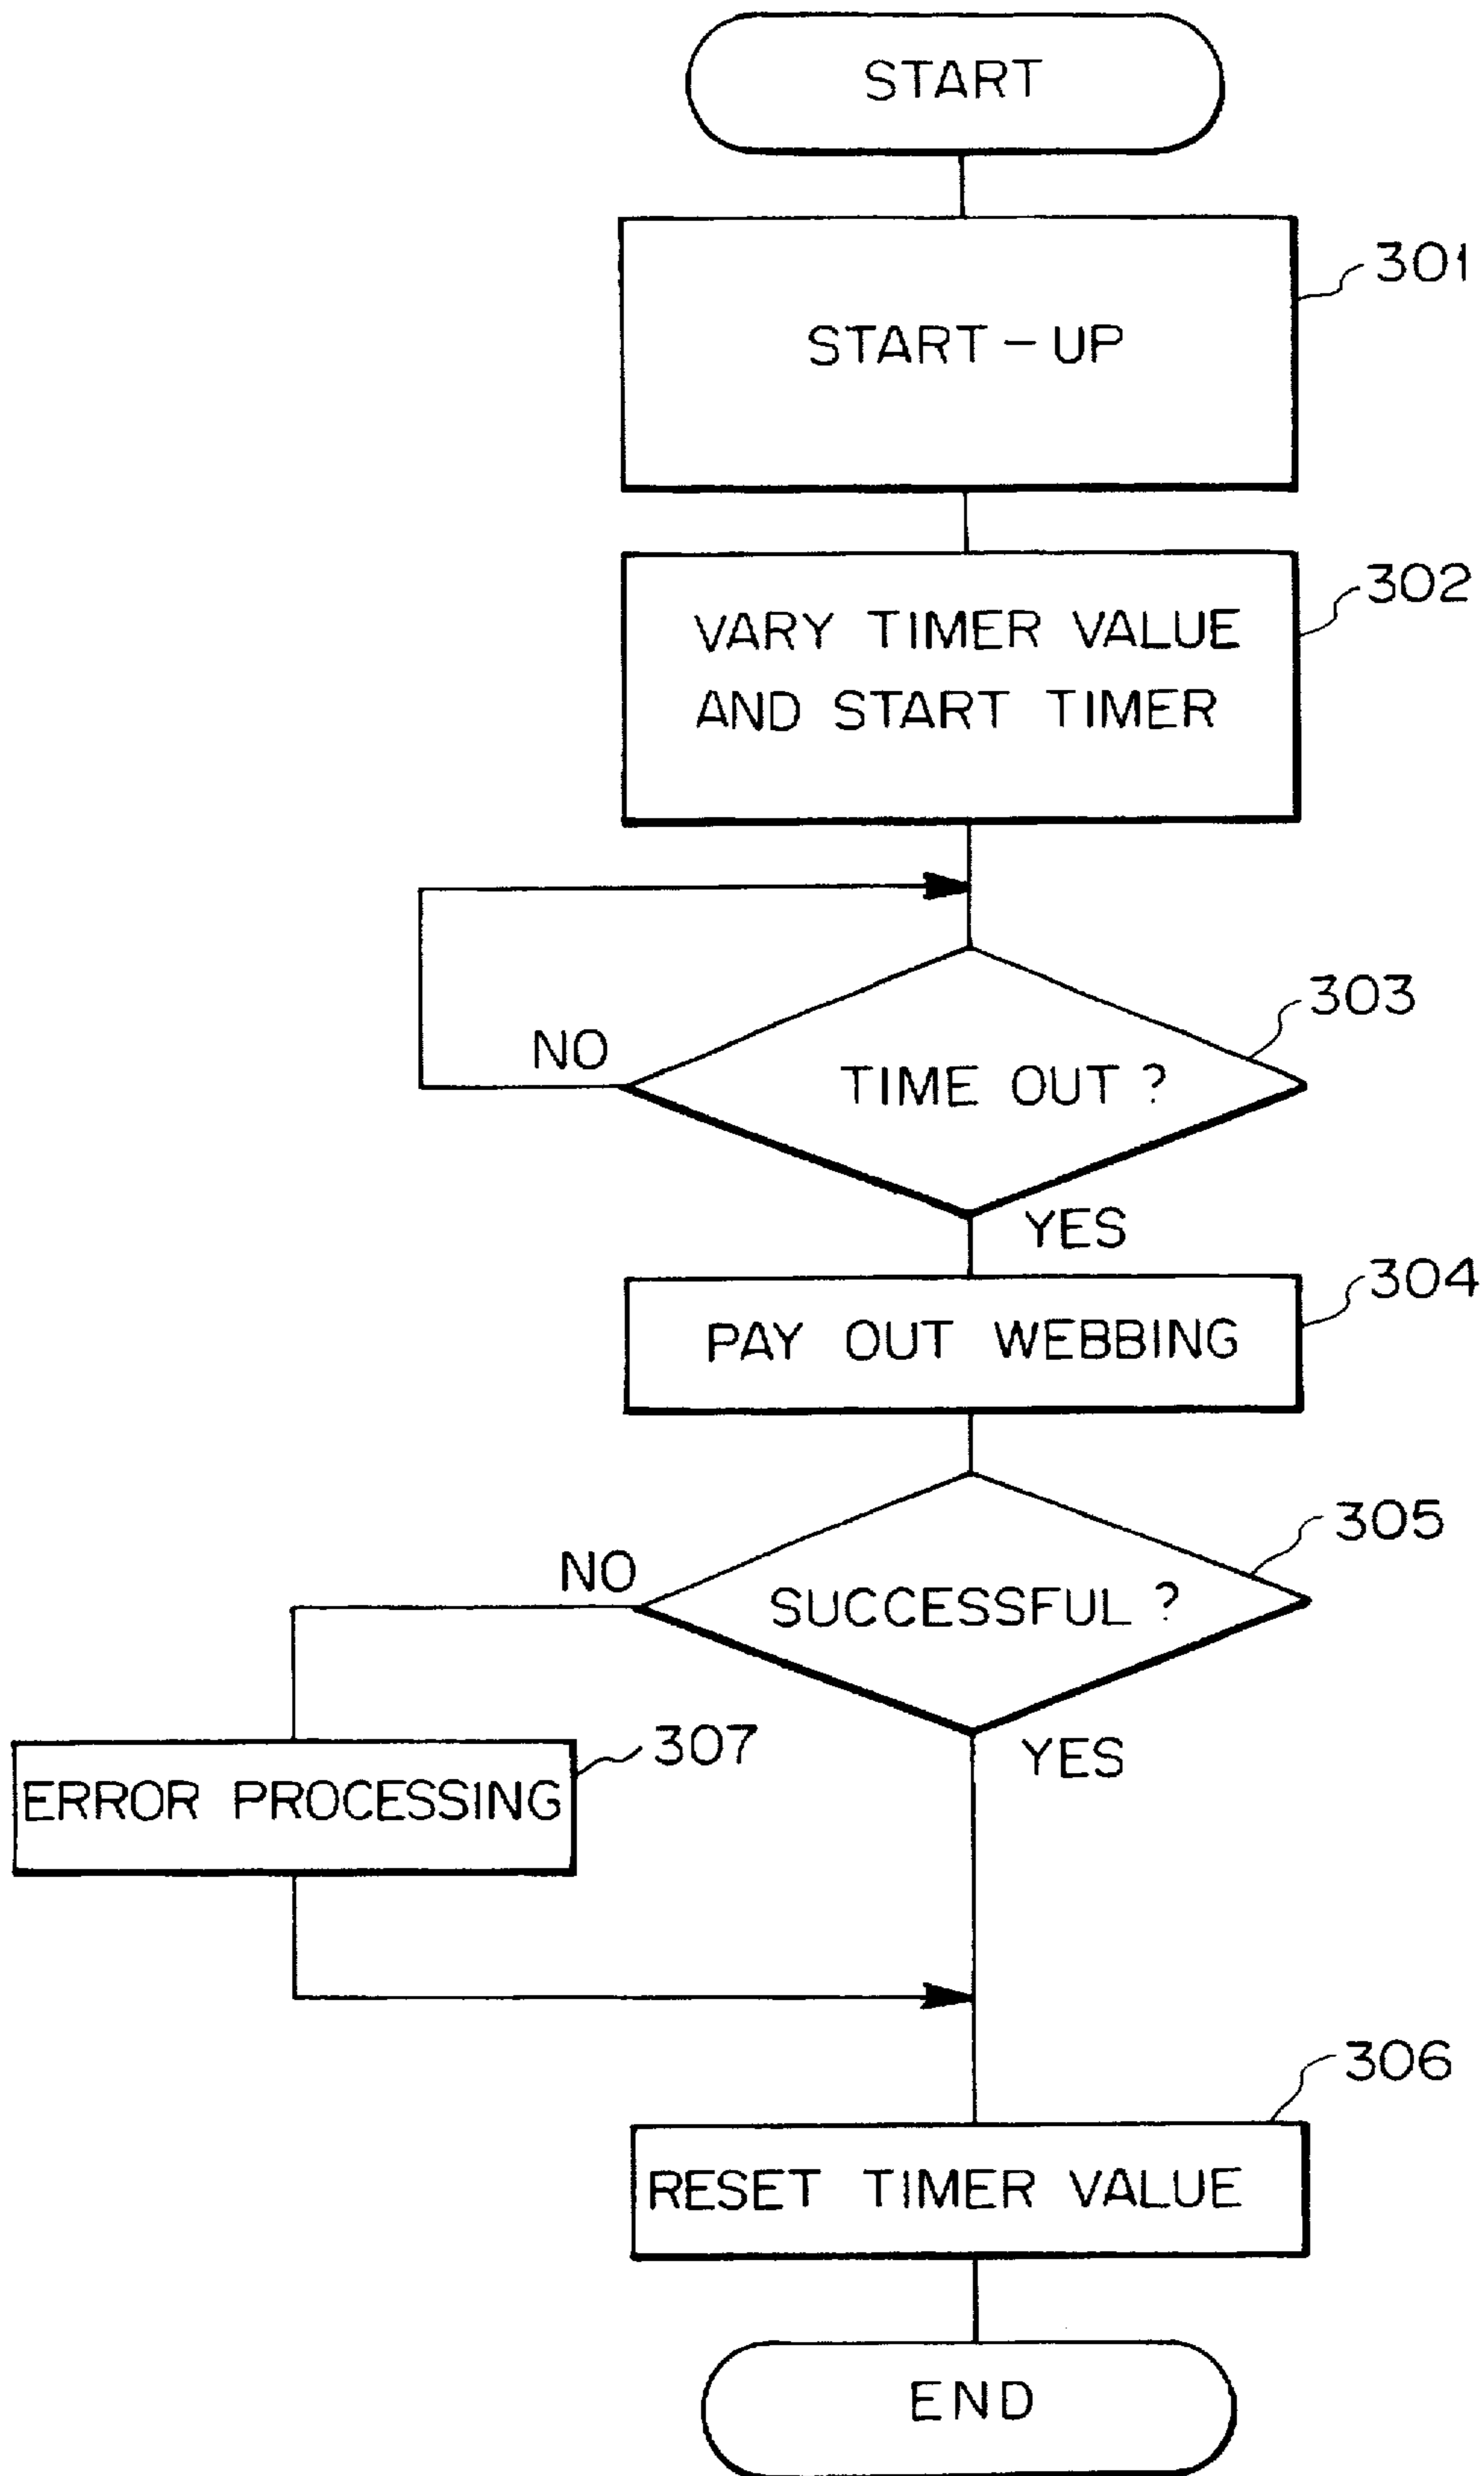 START
301
START-UP
302
VARY TIMER VALUE
AND START TIMER
303
NO
TIME OUT?
YES
304
PAY OUT WEBBING
305
NO
SUCCESSFUL?
307
YES
ERROR PROCESSING
306
RESET TIMER VALUE
END